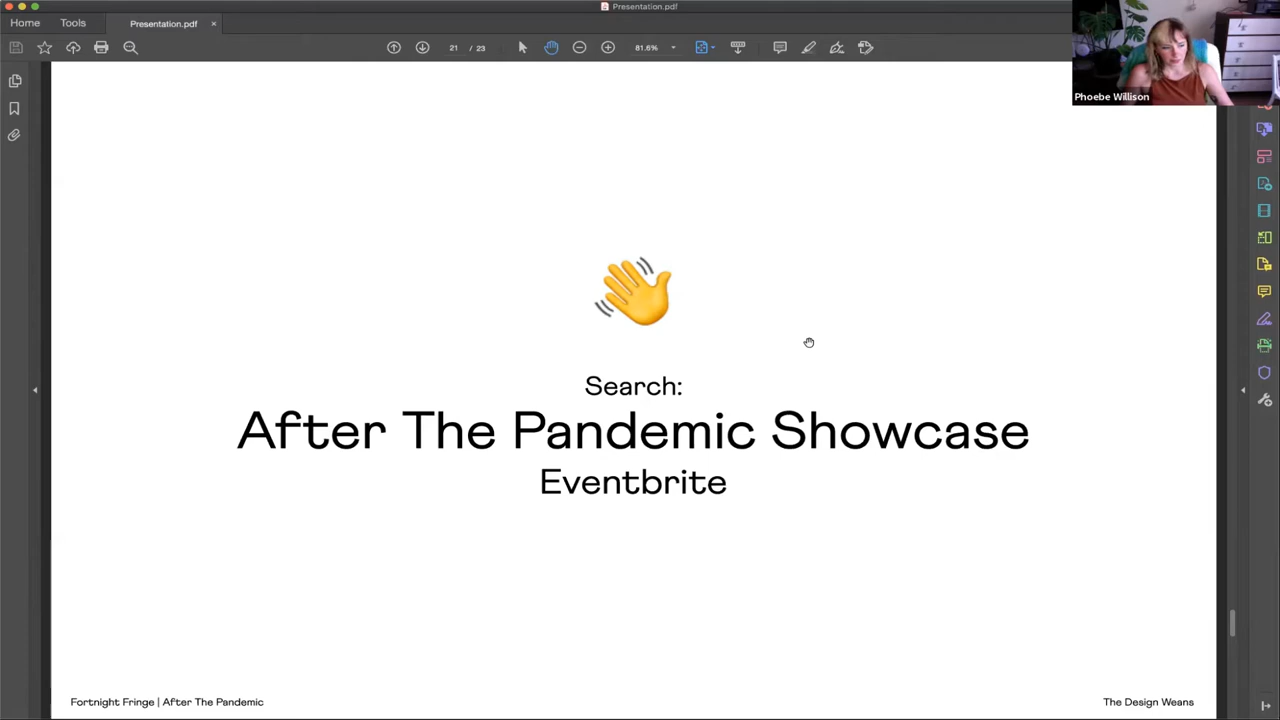 Presentation.pdf
Home
Tools
Presentation.pdf
21 / 23
81.6%
Phoebe Willison
Search:
After The Pandemic Showcase
Eventbrite
Fortnight Fringe | After The Pandemic
The Design Weans